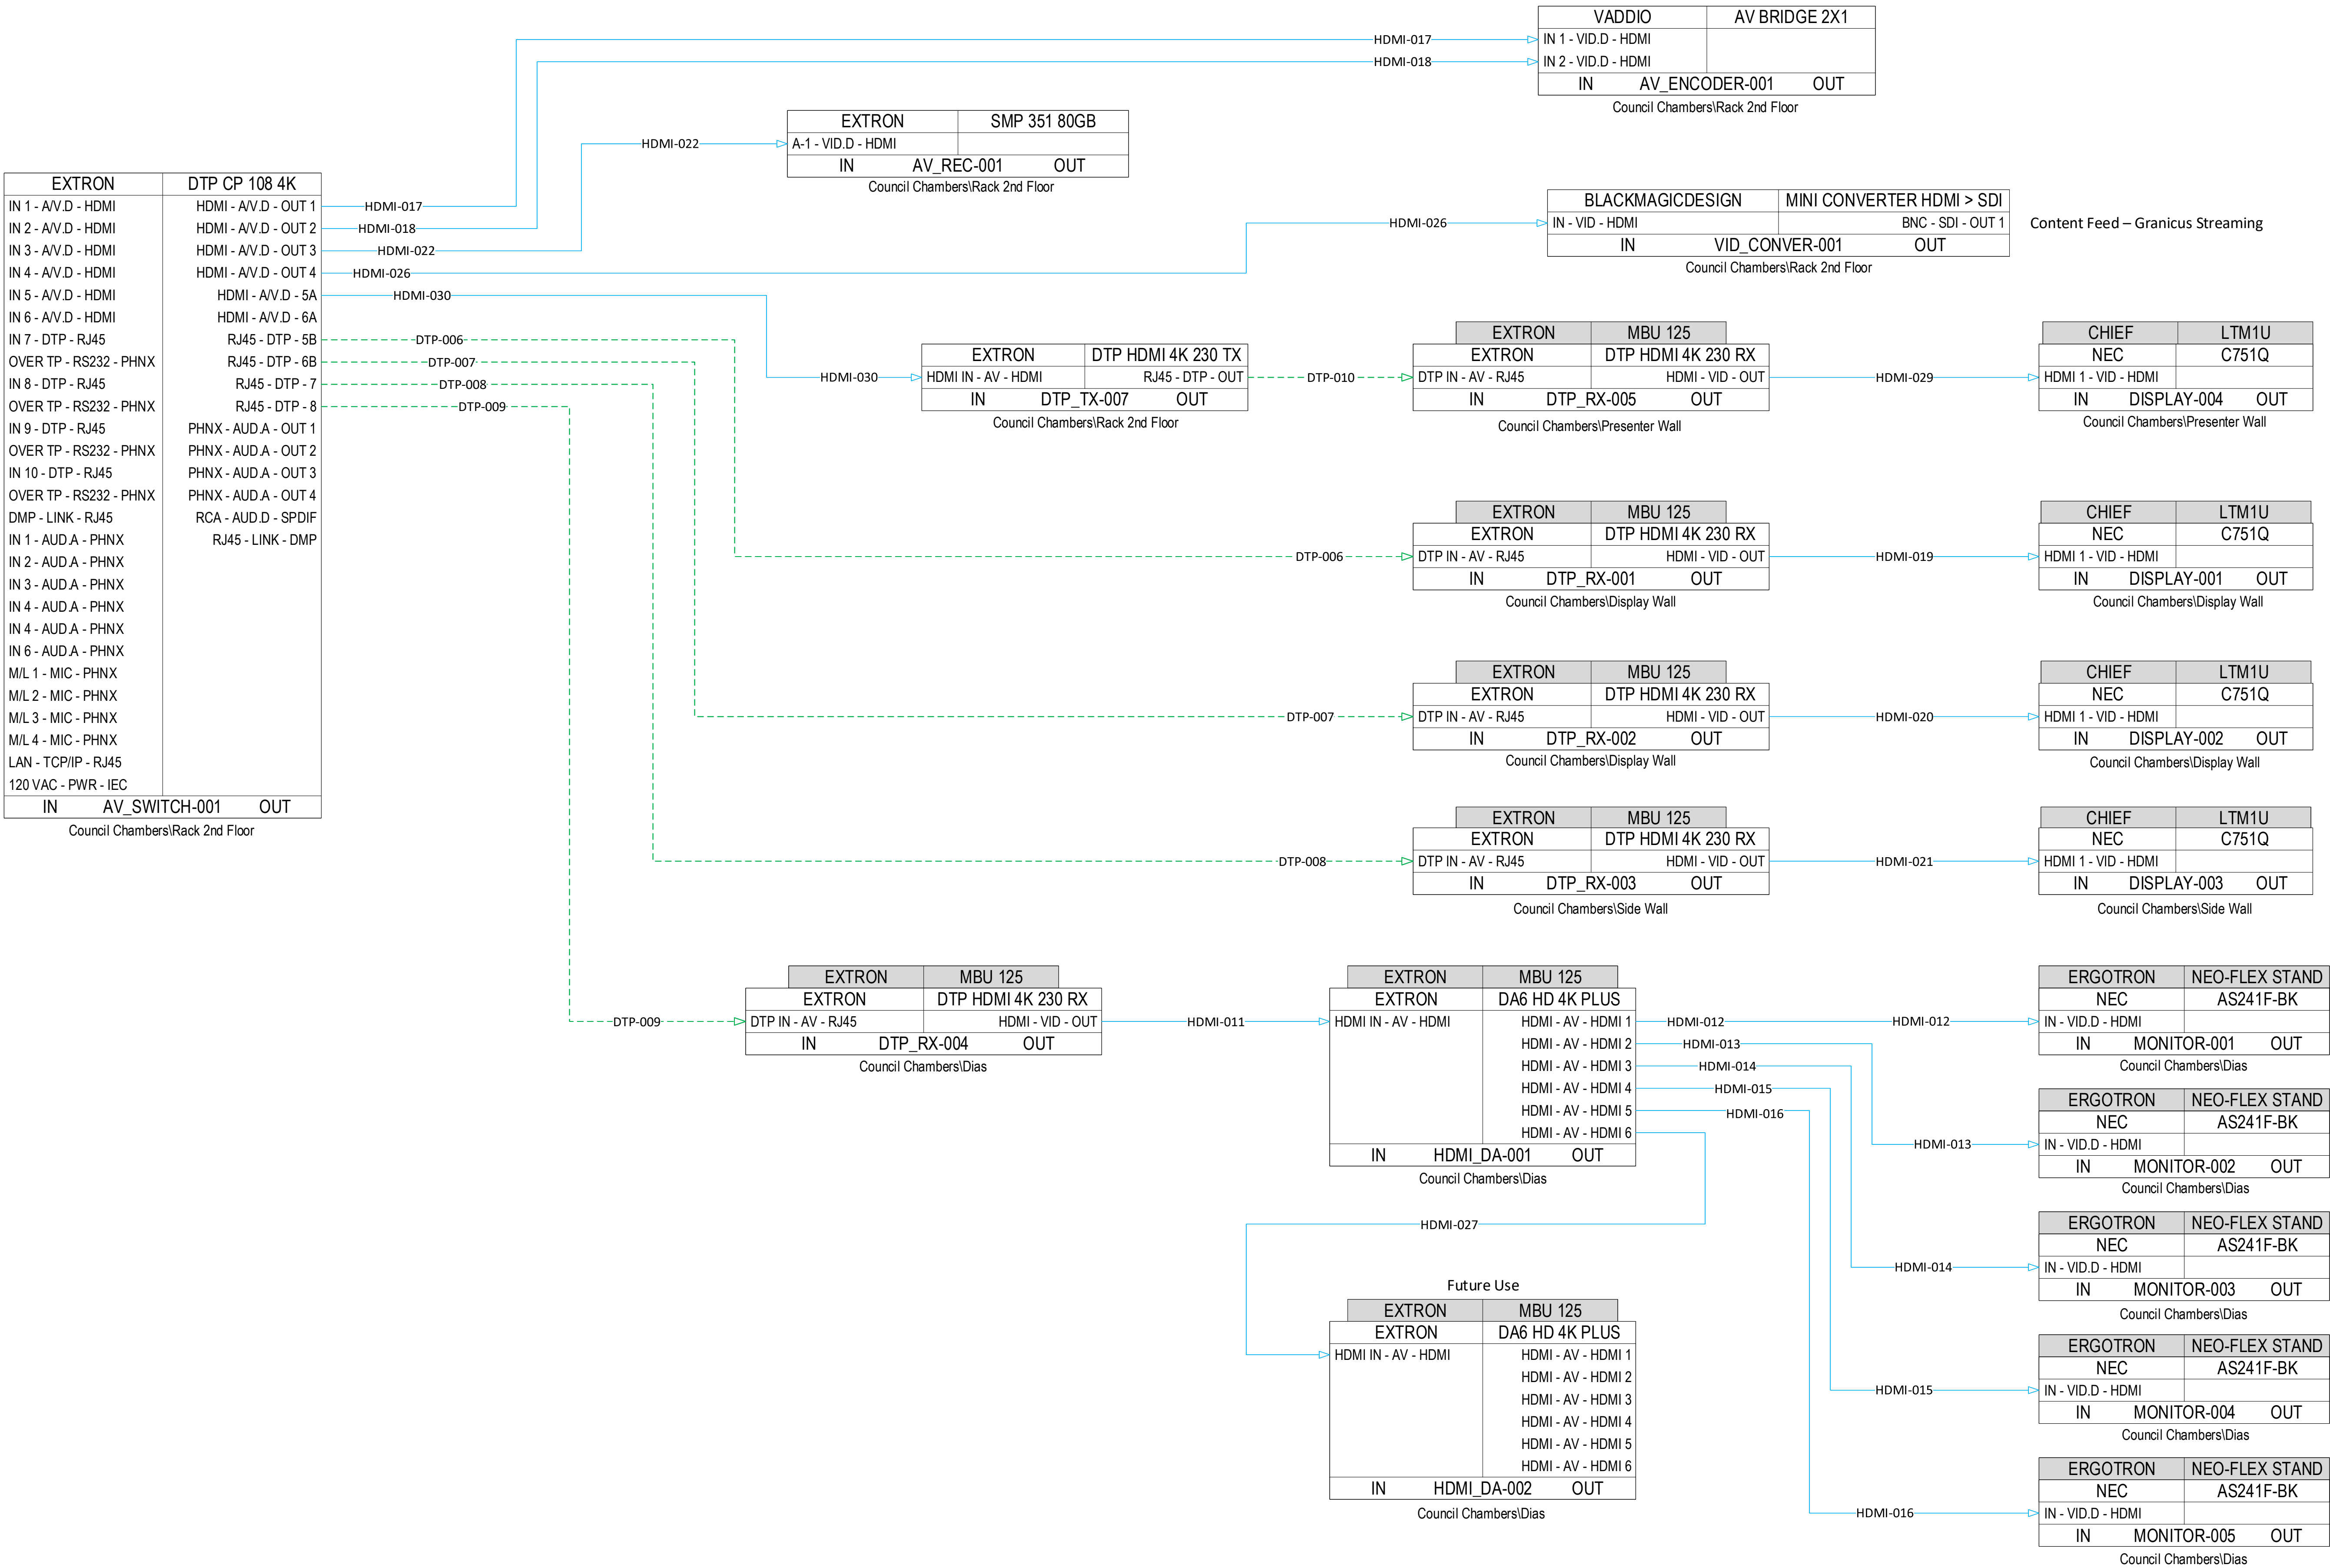 VADDIO AV BRIDGE 2X1
IN 1 - VID.D - HDMI
IN 2 - VID.D - HDMI
IN AV_ENCODER-001 OUT
Council Chambers\Rack 2nd Floor
HDMI-017
HDMI-018
EXTRON SMP 351 80GB
A-1 - VID.D - HDMI
IN AV_REC-001 OUT
Council Chambers\Rack 2nd Floor
HDMI-022
EXTRON DTP CP 108 4K
IN 1 - A/V.D - HDMI HDMI - A/V.D - OUT 1
IN 2 - A/V.D - HDMI HDMI - A/V.D - OUT 2
IN 3 - A/V.D - HDMI HDMI - A/V.D - OUT 3
IN 4 - A/V.D - HDMI HDMI - A/V.D - OUT 4
IN 5 - A/V.D - HDMI HDMI - A/V.D - 5A
IN 6 - A/V.D - HDMI HDMI - A/V.D - 6A
IN 7 - DTP - RJ45 RJ45 - DTP - 5B
OVER TP - RS232 - PHNX RJ45 - DTP - 6B
IN 8 - DTP - RJ45 RJ45 - DTP - 7
OVER TP - RS232 - PHNX RJ45 - DTP - 8
IN 9 - DTP - RJ45 PHNX - AUD.A - OUT 1
OVER TP - RS232 - PHNX PHNX - AUD.A - OUT 2
IN 10 - DTP - RJ45 PHNX - AUD.A - OUT 3
OVER TP - RS232 - PHNX PHNX - AUD.A - OUT 4
DMP - LINK - RJ45 RCA - AUD.D - SPDIF
IN 1 - AUD.A - PHNX RJ45 - LINK - DMP
IN 2 - AUD.A - PHNX
IN 3 - AUD.A - PHNX
IN 4 - AUD.A - PHNX
IN 4 - AUD.A - PHNX
IN 6 - AUD.A - PHNX
M/L 1 - MIC - PHNX
M/L 2 - MIC - PHNX
M/L 3 - MIC - PHNX
M/L 4 - MIC - PHNX
LAN - TCP/IP - RJ45
120 VAC - PWR - IEC
IN AV_SWITCH-001 OUT
Council Chambers\Rack 2nd Floor
HDMI-017
HDMI-018
HDMI-022
HDMI-026
HDMI-030
DTP-006
DTP-007
DTP-008
DTP-009
HDMI-026
BLACKMAGICDESIGN MINI CONVERTER HDMI > SDI
IN - VID - HDMI BNC - SDI - OUT 1
IN VID_CONVER-001 OUT
Council Chambers\Rack 2nd Floor
Content Feed – Granicus Streaming
HDMI-030
EXTRON DTP HDMI 4K 230 TX
HDMI IN - AV - HDMI RJ45 - DTP - OUT
IN DTP_TX-007 OUT
Council Chambers\Rack 2nd Floor
DTP-010
EXTRON MBU 125
EXTRON DTP HDMI 4K 230 RX
DTP IN - AV - RJ45 HDMI - VID - OUT
IN DTP_RX-005 OUT
Council Chambers\Presenter Wall
HDMI-029
CHIEF LTM1U
NEC C751Q
HDMI 1 - VID - HDMI
IN DISPLAY-004 OUT
Council Chambers\Presenter Wall
DTP-006
EXTRON MBU 125
EXTRON DTP HDMI 4K 230 RX
DTP IN - AV - RJ45 HDMI - VID - OUT
IN DTP_RX-001 OUT
Council Chambers\Display Wall
HDMI-019
CHIEF LTM1U
NEC C751Q
HDMI 1 - VID - HDMI
IN DISPLAY-001 OUT
Council Chambers\Display Wall
DTP-007
EXTRON MBU 125
EXTRON DTP HDMI 4K 230 RX
DTP IN - AV - RJ45 HDMI - VID - OUT
IN DTP_RX-002 OUT
Council Chambers\Display Wall
HDMI-020
CHIEF LTM1U
NEC C751Q
HDMI 1 - VID - HDMI
IN DISPLAY-002 OUT
Council Chambers\Display Wall
DTP-008
EXTRON MBU 125
EXTRON DTP HDMI 4K 230 RX
DTP IN - AV - RJ45 HDMI - VID - OUT
IN DTP_RX-003 OUT
Council Chambers\Side Wall
HDMI-021
CHIEF LTM1U
NEC C751Q
HDMI 1 - VID - HDMI
IN DISPLAY-003 OUT
Council Chambers\Side Wall
DTP-009
EXTRON MBU 125
EXTRON DTP HDMI 4K 230 RX
DTP IN - AV - RJ45 HDMI - VID - OUT
IN DTP_RX-004 OUT
Council Chambers\Dias
HDMI-011
EXTRON MBU 125
EXTRON DA6 HD 4K PLUS
HDMI IN - AV - HDMI HDMI - AV - HDMI 1
HDMI - AV - HDMI 2
HDMI - AV - HDMI 3
HDMI - AV - HDMI 4
HDMI - AV - HDMI 5
HDMI - AV - HDMI 6
IN HDMI_DA-001 OUT
Council Chambers\Dias
HDMI-012
HDMI-013
HDMI-014
HDMI-015
HDMI-016
HDMI-027
Future Use
EXTRON MBU 125
EXTRON DA6 HD 4K PLUS
HDMI IN - AV - HDMI HDMI - AV - HDMI 1
HDMI - AV - HDMI 2
HDMI - AV - HDMI 3
HDMI - AV - HDMI 4
HDMI - AV - HDMI 5
HDMI - AV - HDMI 6
IN HDMI_DA-002 OUT
Council Chambers\Dias
HDMI-012
ERGOTRON NEO-FLEX STAND
NEC AS241F-BK
IN - VID.D - HDMI
IN MONITOR-001 OUT
Council Chambers\Dias
HDMI-013
ERGOTRON NEO-FLEX STAND
NEC AS241F-BK
IN - VID.D - HDMI
IN MONITOR-002 OUT
Council Chambers\Dias
HDMI-014
ERGOTRON NEO-FLEX STAND
NEC AS241F-BK
IN - VID.D - HDMI
IN MONITOR-003 OUT
Council Chambers\Dias
HDMI-015
ERGOTRON NEO-FLEX STAND
NEC AS241F-BK
IN - VID.D - HDMI
IN MONITOR-004 OUT
Council Chambers\Dias
HDMI-016
ERGOTRON NEO-FLEX STAND
NEC AS241F-BK
IN - VID.D - HDMI
IN MONITOR-005 OUT
Council Chambers\Dias